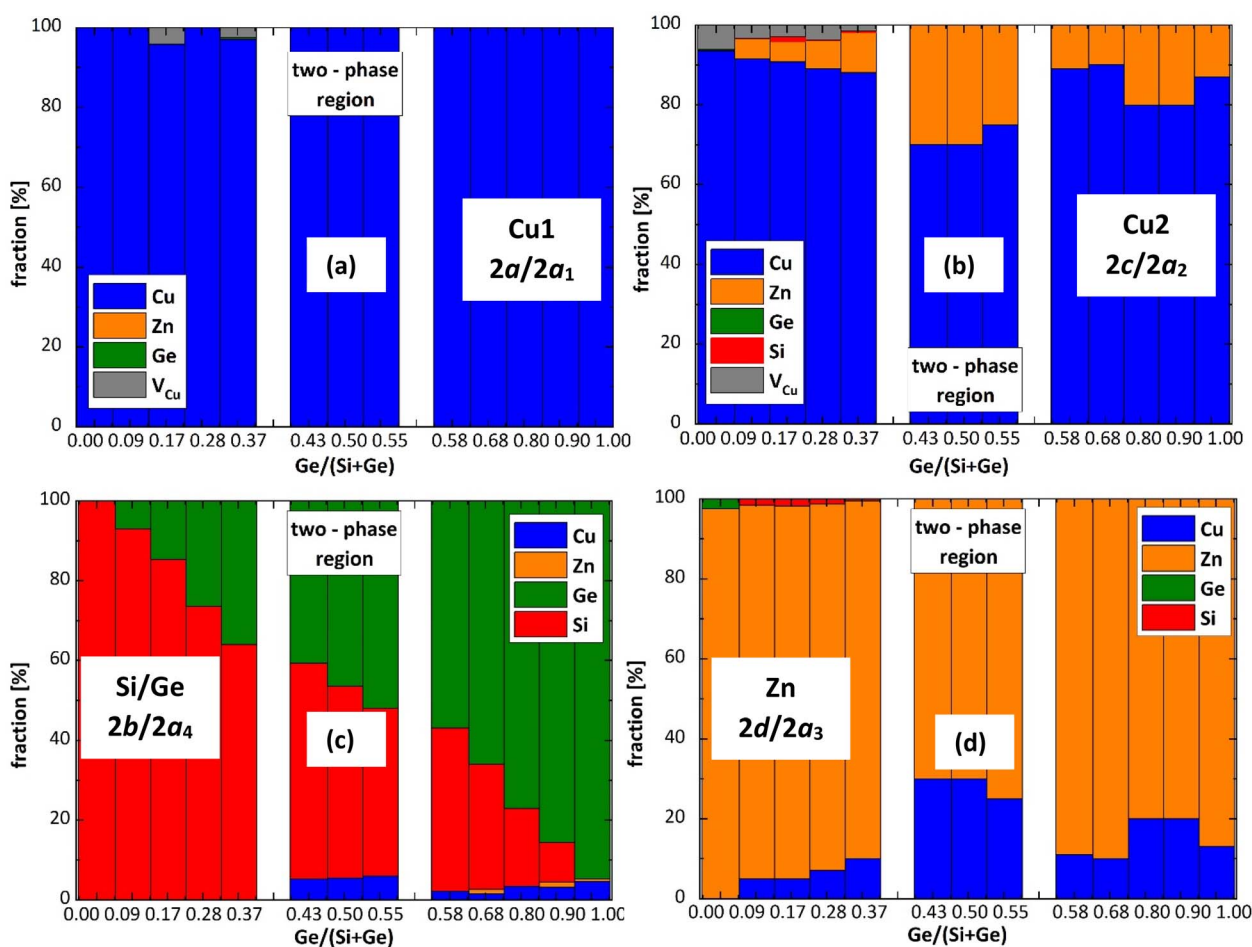 100
80
60
40
20
0
fraction [%]
two - phase
region
(a)
Cu1
2a/2a₁
Cu
Zn
Ge
V_Cu
0.00 0.09 0.17 0.28 0.37 0.43 0.50 0.55 0.58 0.68 0.80 0.90 1.00
Ge/(Si+Ge)
100
80
60
40
20
0
fraction [%]
(b)
Cu2
2c/2a₂
Cu
Zn
Ge
Si
V_Cu
two - phase
region
0.00 0.09 0.17 0.28 0.37 0.43 0.50 0.55 0.58 0.68 0.80 0.90 1.00
Ge/(Si+Ge)
100
80
60
40
20
0
fraction [%]
Si/Ge
2b/2a₄
two - phase
region
(c)
Cu
Zn
Ge
Si
0.00 0.09 0.17 0.28 0.37 0.43 0.50 0.55 0.58 0.68 0.80 0.90 1.00
Ge/(Si+Ge)
100
80
60
40
20
0
fraction [%]
Zn
2d/2a₃
two - phase
region
(d)
Cu
Zn
Ge
Si
0.00 0.09 0.17 0.28 0.37 0.43 0.50 0.55 0.58 0.68 0.80 0.90 1.00
Ge/(Si+Ge)